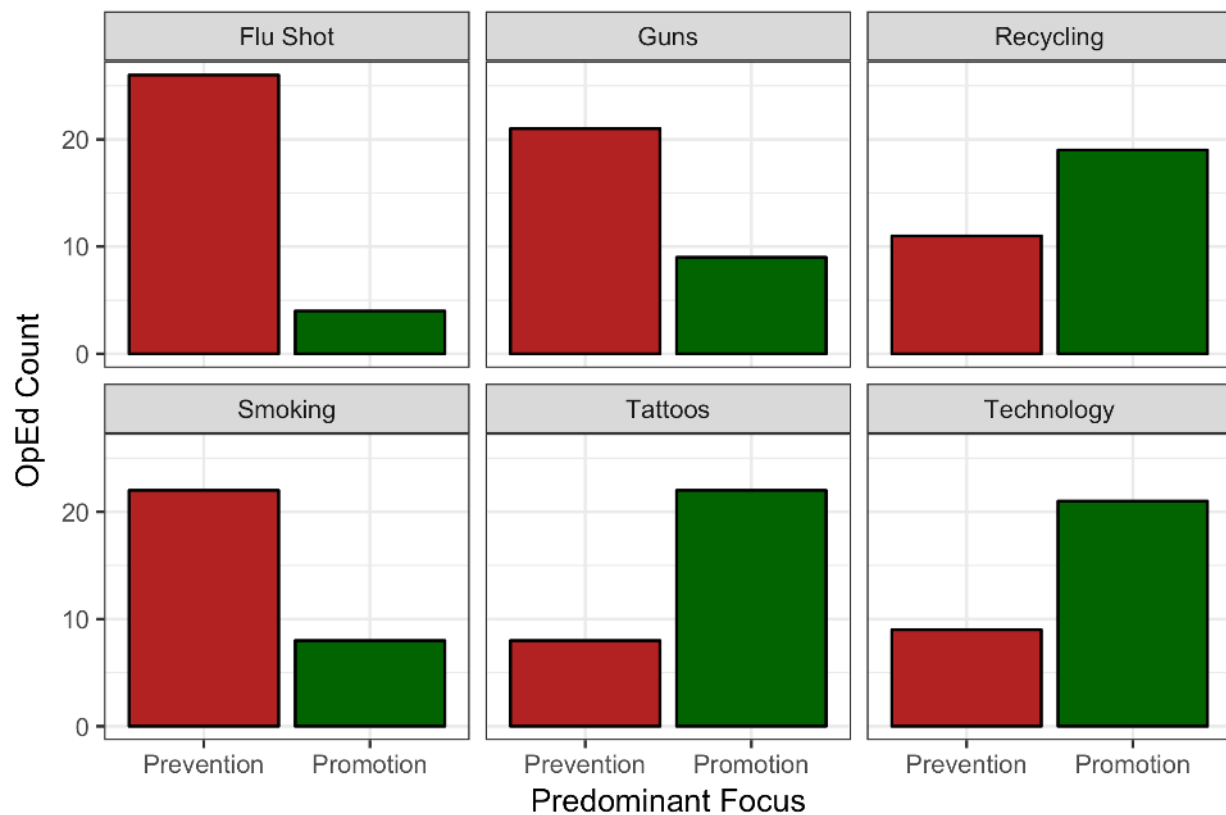 Flu Shot Guns Recycling
20
10
0
Smoking Tattoos Technology
20
10
0
OpEd Count
Prevention Promotion Prevention Promotion Prevention Promotion
Predominant Focus